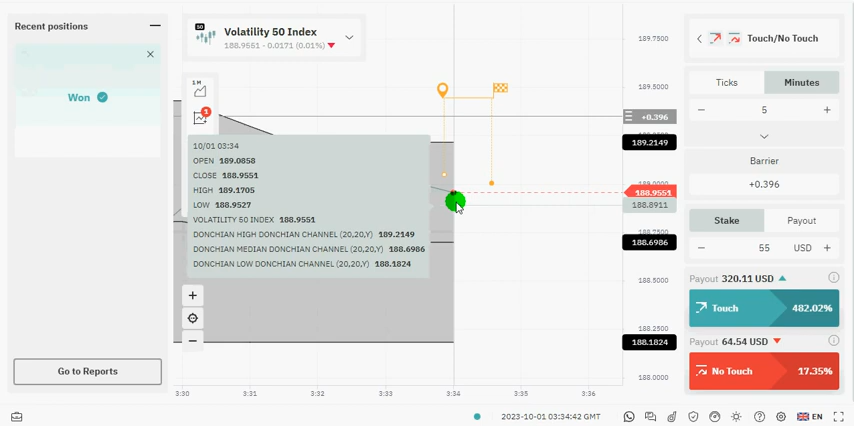 Recent positions
Won
Go to Reports
50
Volatility 50 Index
188.9551 - 0.0171 (0.01%)
1M
1
10/01 03:34
OPEN 189.0858
CLOSE 188.9551
HIGH 189.1705
LOW 188.9527
VOLATILITY 50 INDEX 188.9551
DONCHIAN HIGH DONCHIAN CHANNEL (20,20,Y) 189.2149
DONCHIAN MEDIAN DONCHIAN CHANNEL (20,20,Y) 188.6986
DONCHIAN LOW DONCHIAN CHANNEL (20,20,Y) 188.1824
189.7500
189.5000
+0.396
189.2149
188.9551
188.8911
188.6986
188.5000
188.2500
188.1824
188.0000
3:30
3:31
3:32
3:33
3:34
3:35
3:36
Touch/No Touch
Ticks
Minutes
5
Barrier
+0.396
Stake
Payout
55
USD
Payout 320.11 USD
Touch
482.02%
Payout 64.54 USD
No Touch
17.35%
2023-10-01 03:34:42 GMT
EN